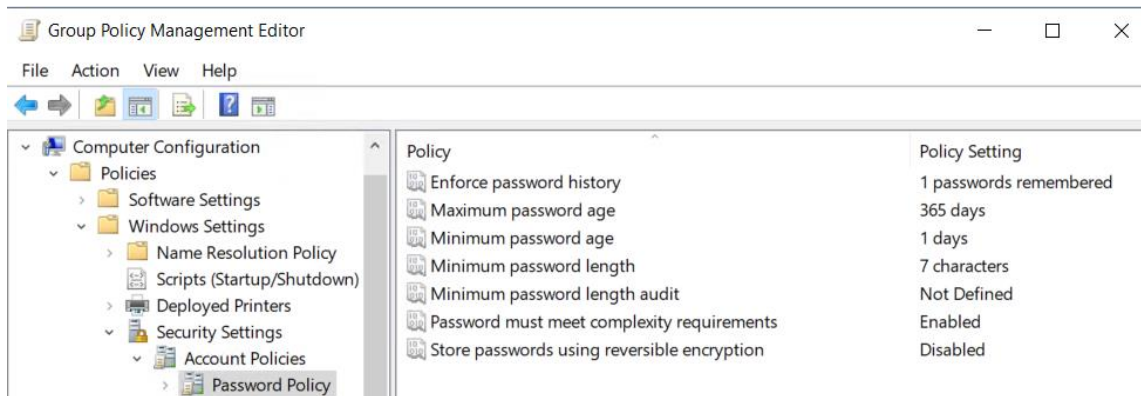 Group Policy Management Editor
File Action View Help
Computer Configuration
Policies
Software Settings
Windows Settings
Name Resolution Policy
Scripts (Startup/Shutdown)
Deployed Printers
Security Settings
Account Policies
Password Policy
Policy Policy Setting
Enforce password history 1 passwords remembered
Maximum password age 365 days
Minimum password age 1 days
Minimum password length 7 characters
Minimum password length audit Not Defined
Password must meet complexity requirements Enabled
Store passwords using reversible encryption Disabled